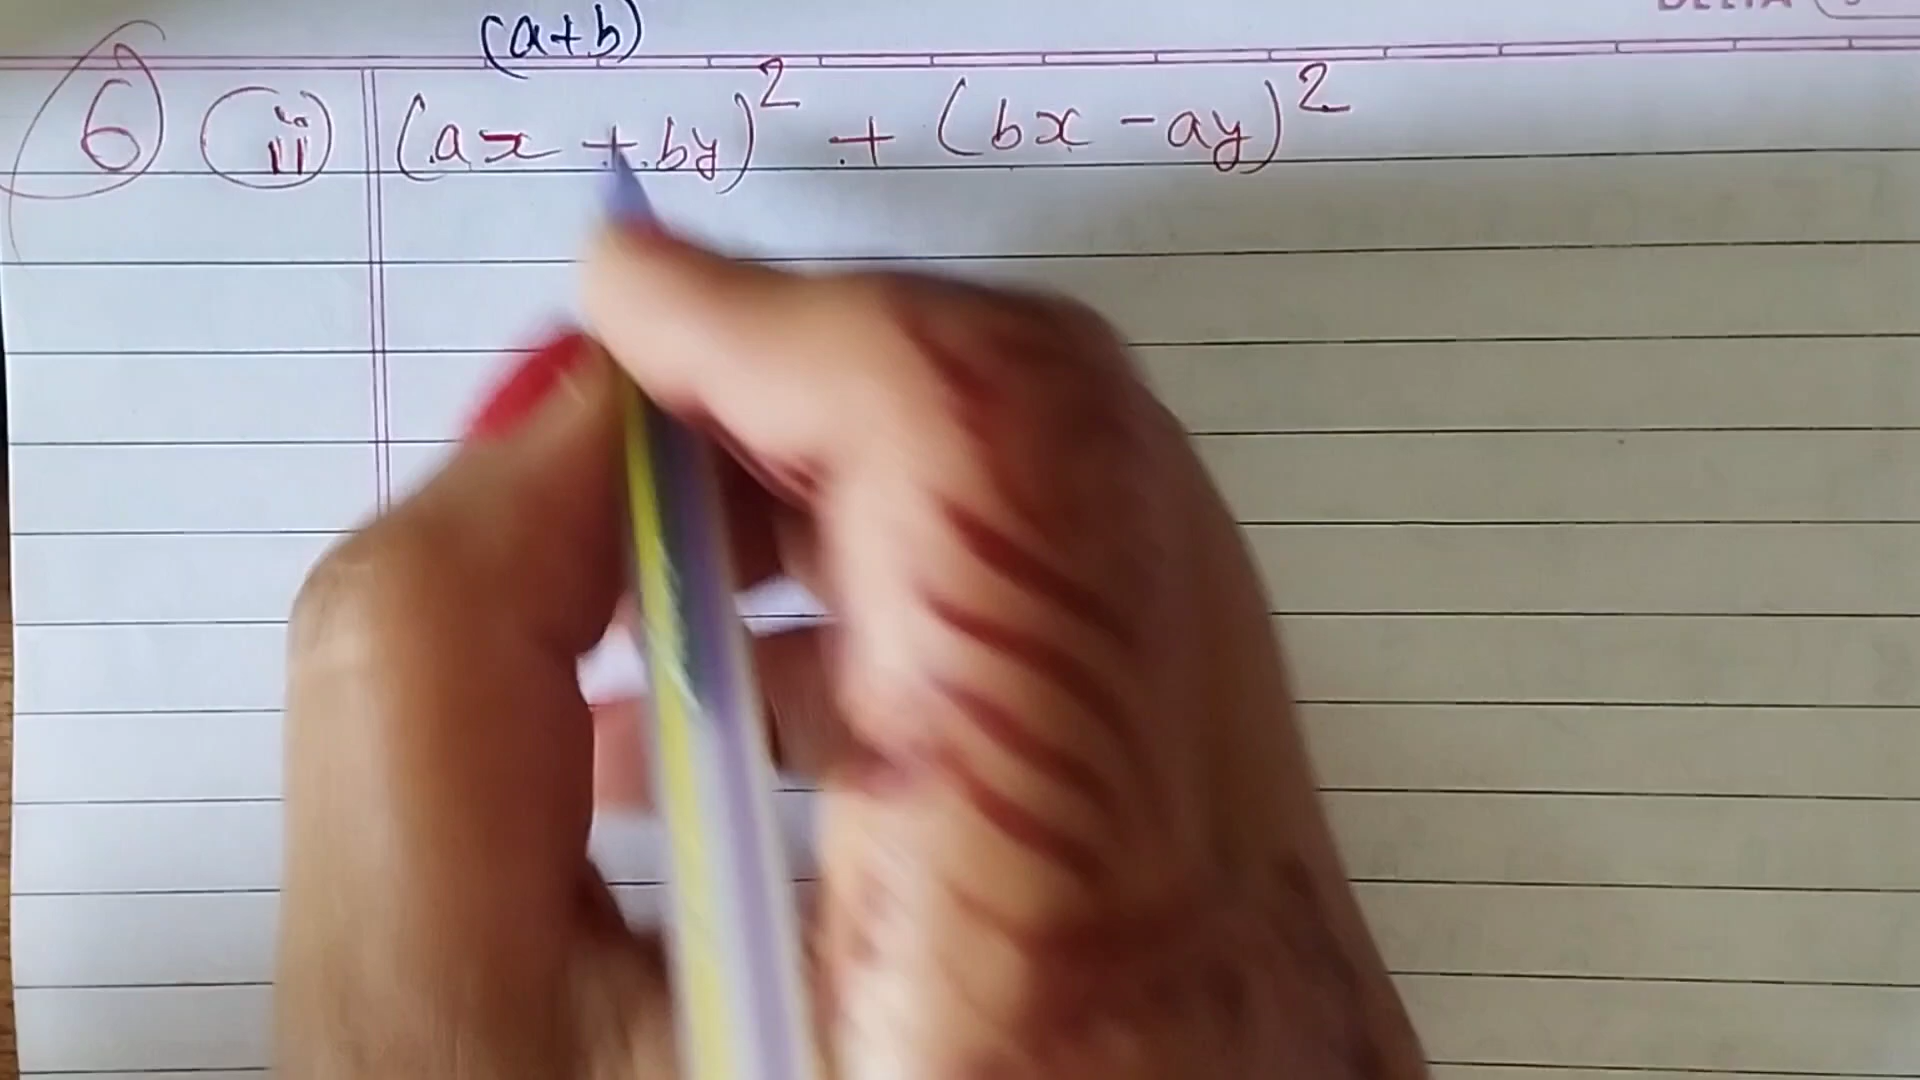 (a+b)
6 (ii) (ax + by)² + (bx - ay)²